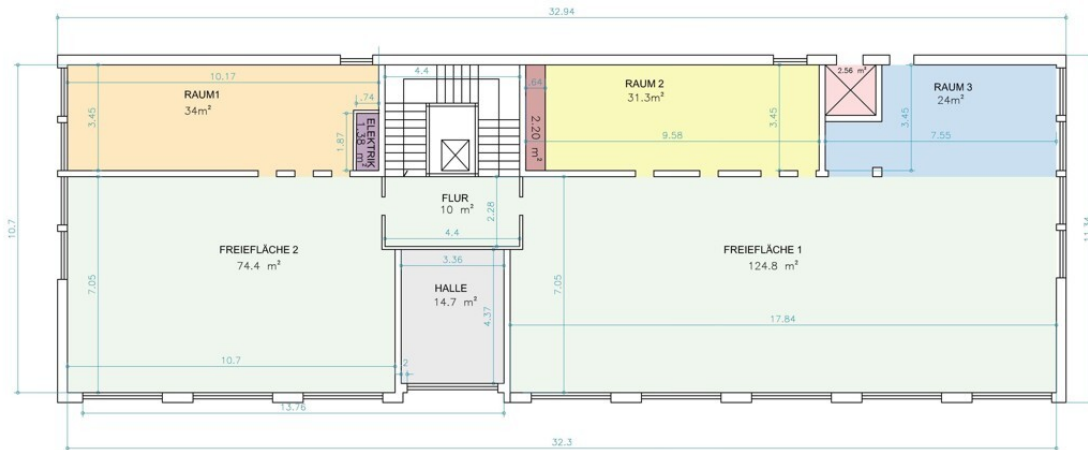 32.94
10.17
RAUM1
34m²
3.45
.74
1.87
ELEKTRIK
1.38 m²
4.4
.64
2.20 m²
RAUM 2
31.3m²
9.58
3.45
2.56 m²
RAUM 3
24m²
3.45
7.55
10.7
11.34
FLUR
10 m²
2.28
4.4
FREIEFLÄCHE 2
74.4 m²
7.05
10.7
3.36
HALLE
14.7 m²
4.37
.2
FREIEFLÄCHE 1
124.8 m²
7.05
17.84
13.76
32.3